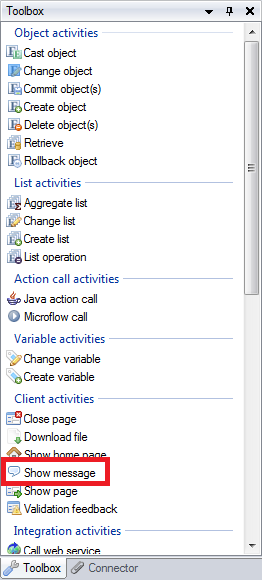 Toolbox
Object activities
Cast object
Change object
Commit object(s)
Create object
Delete object(s)
Retrieve
Rollback object
List activities
Aggregate list
Change list
Create list
List operation
Action call activities
Java action call
Microflow call
Variable activities
Change variable
Create variable
Client activities
Close page
Download file
Show home page
Show message
Show page
Validation feedback
Integration activities
Call web service
Toolbox Connector